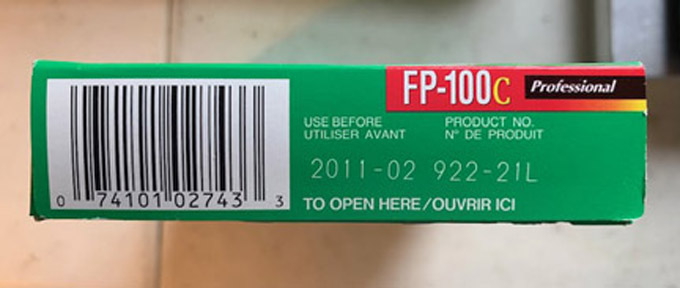 FP-100C Professional
USE BEFORE PRODUCT NO.
UTILISER AVANT N° DE PRODUIT
2011-02 922-21L
0 74101 02743 3
TO OPEN HERE/OUVRIR ICI